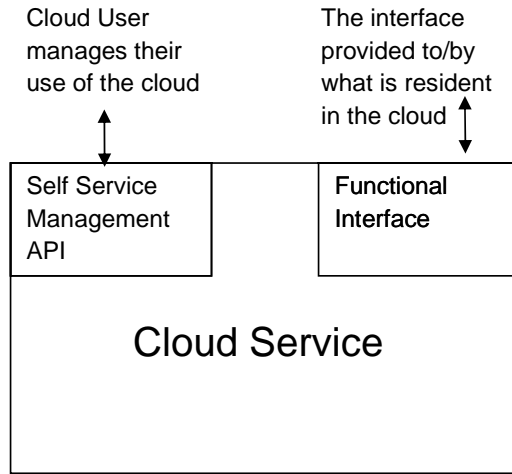 Cloud User
manages their
use of the cloud
The interface
provided to/by
what is resident
in the cloud
Self Service
Management
API
Functional
Interface
Cloud Service